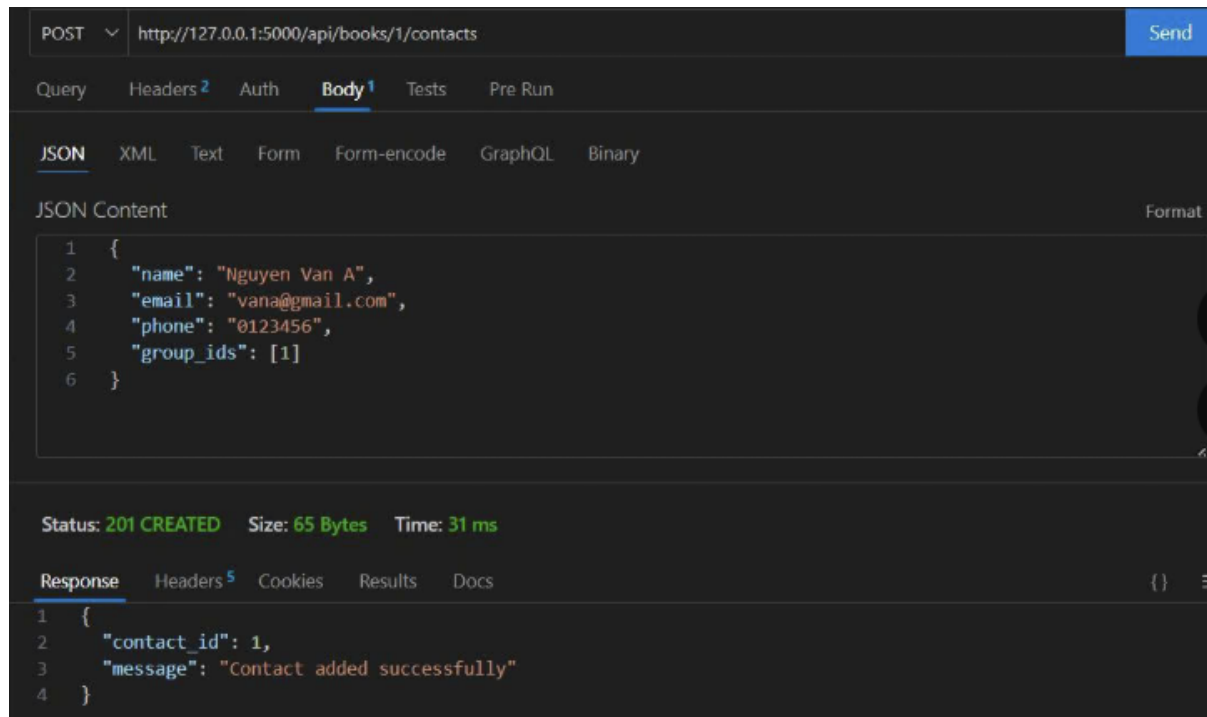 POST http://127.0.0.1:5000/api/books/1/contacts Send
Query Headers 2 Auth Body 1 Tests Pre Run
JSON XML Text Form Form-encode GraphQL Binary
JSON Content Format
1 {
2 "name": "Nguyen Van A",
3 "email": "vana@gmail.com",
4 "phone": "0123456",
5 "group_ids": [1]
6 }
Status: 201 CREATED Size: 65 Bytes Time: 31 ms
Response Headers 5 Cookies Results Docs {}
1 {
2 "contact_id": 1,
3 "message": "Contact added successfully"
4 }